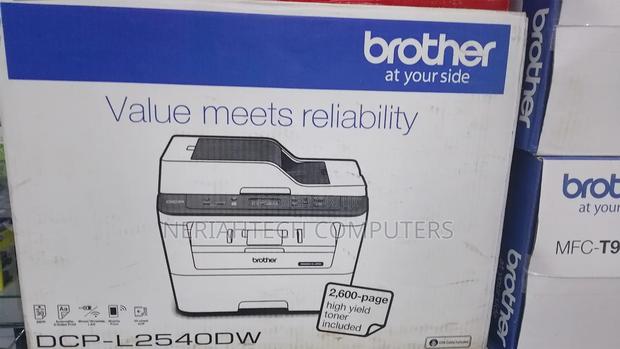 brother
at your side
Value meets reliability
NERIAHTECH COMPUTERS
brother
2,600-page
high yield
toner
included
DCP-L2540DW
brother
brot
at your
MFC-T9
brother